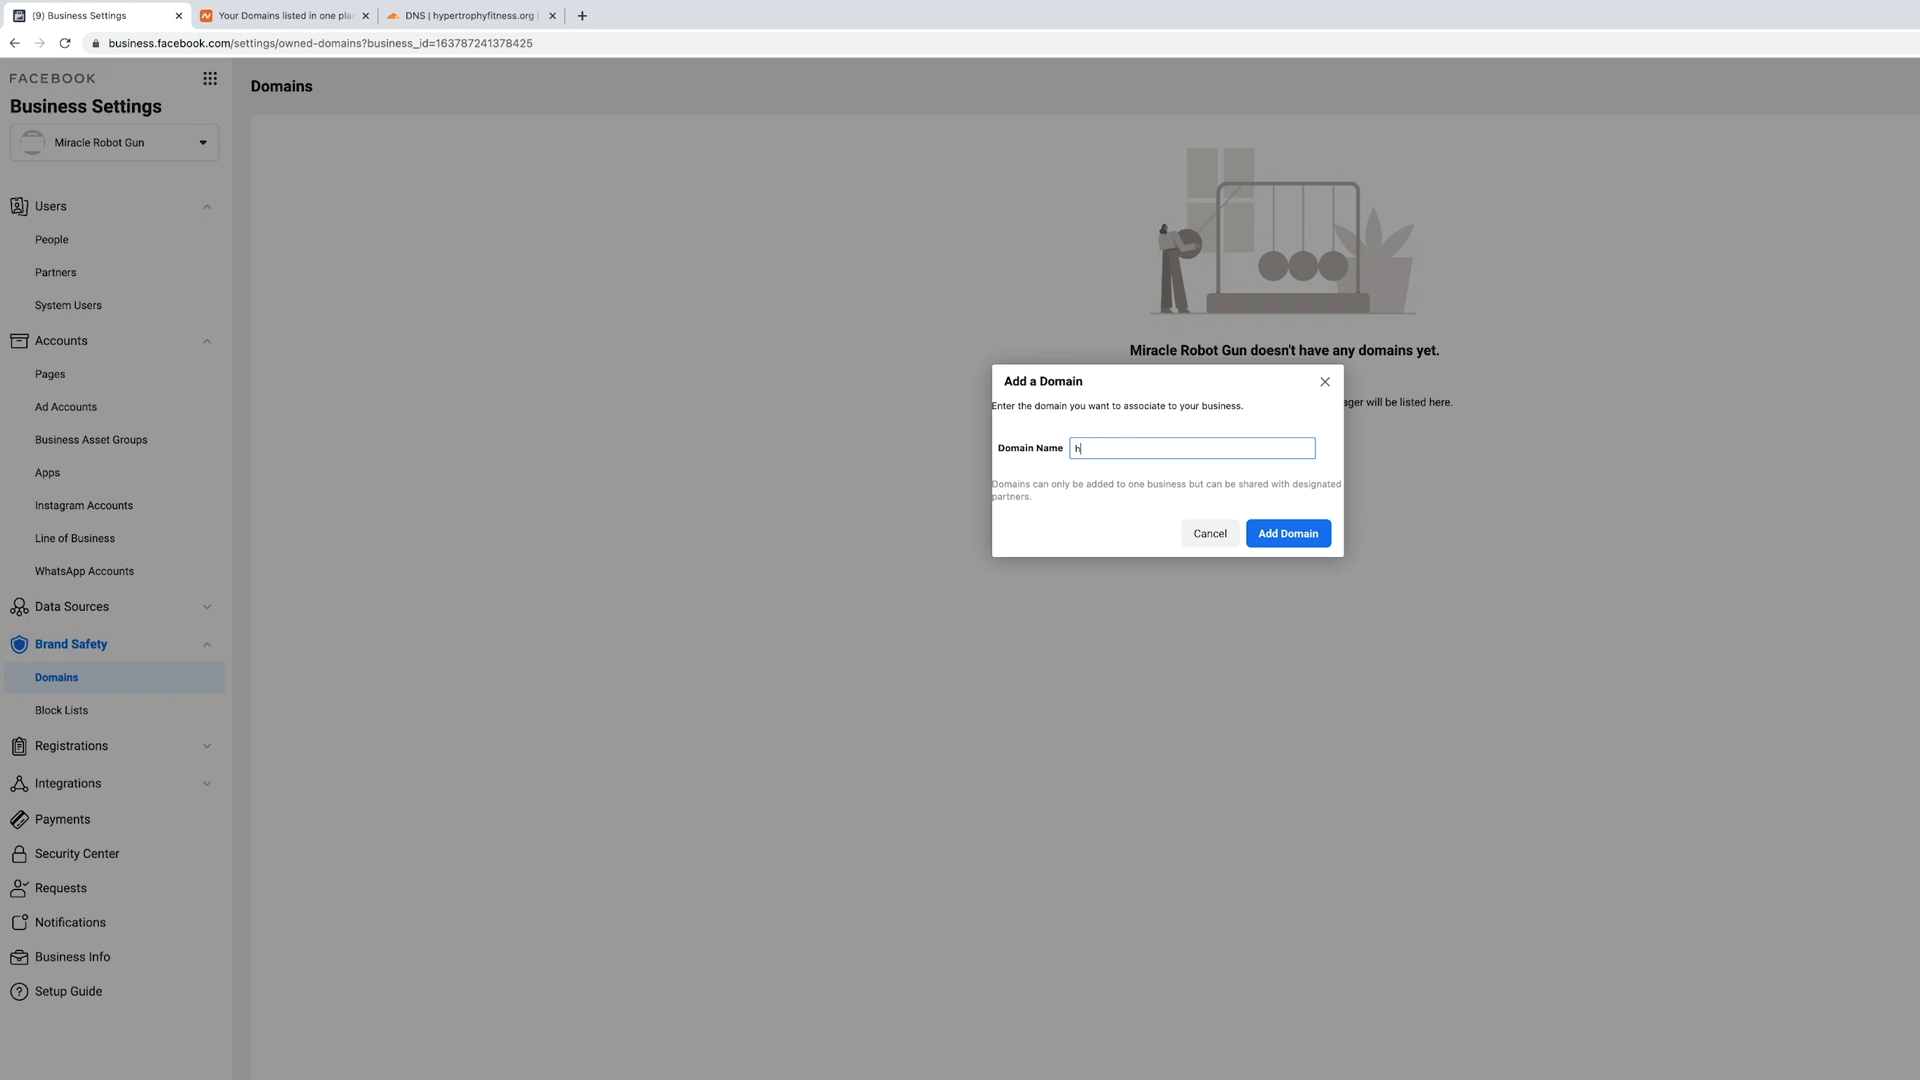 (9) Business Settings
Your Domains listed in one pla
DNS | hypertrophyfitness.org |
business.facebook.com/settings/owned-domains?business_id=163787241378425
FACEBOOK
Business Settings
Miracle Robot Gun
Users
People
Partners
System Users
Accounts
Pages
Ad Accounts
Business Asset Groups
Apps
Instagram Accounts
Line of Business
WhatsApp Accounts
Data Sources
Brand Safety
Domains
Block Lists
Registrations
Integrations
Payments
Security Center
Requests
Notifications
Business Info
Setup Guide
Domains
Miracle Robot Gun doesn't have any domains yet.
ager will be listed here.
Add a Domain
Enter the domain you want to associate to your business.
Domain Name h
Domains can only be added to one business but can be shared with designated
partners.
Cancel Add Domain